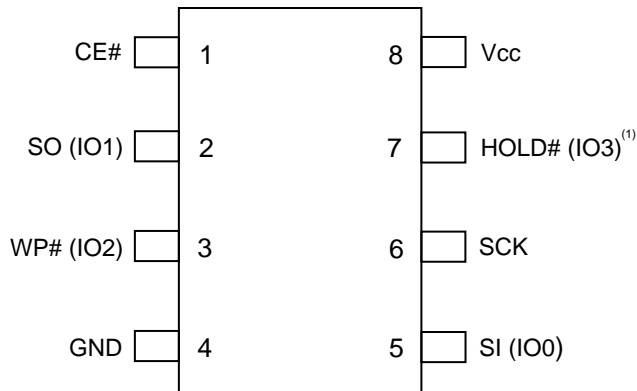 CE# 1 8 Vcc
SO (IO1) 2 7 HOLD# (IO3)(1)
WP# (IO2) 3 6 SCK
GND 4 5 SI (IO0)